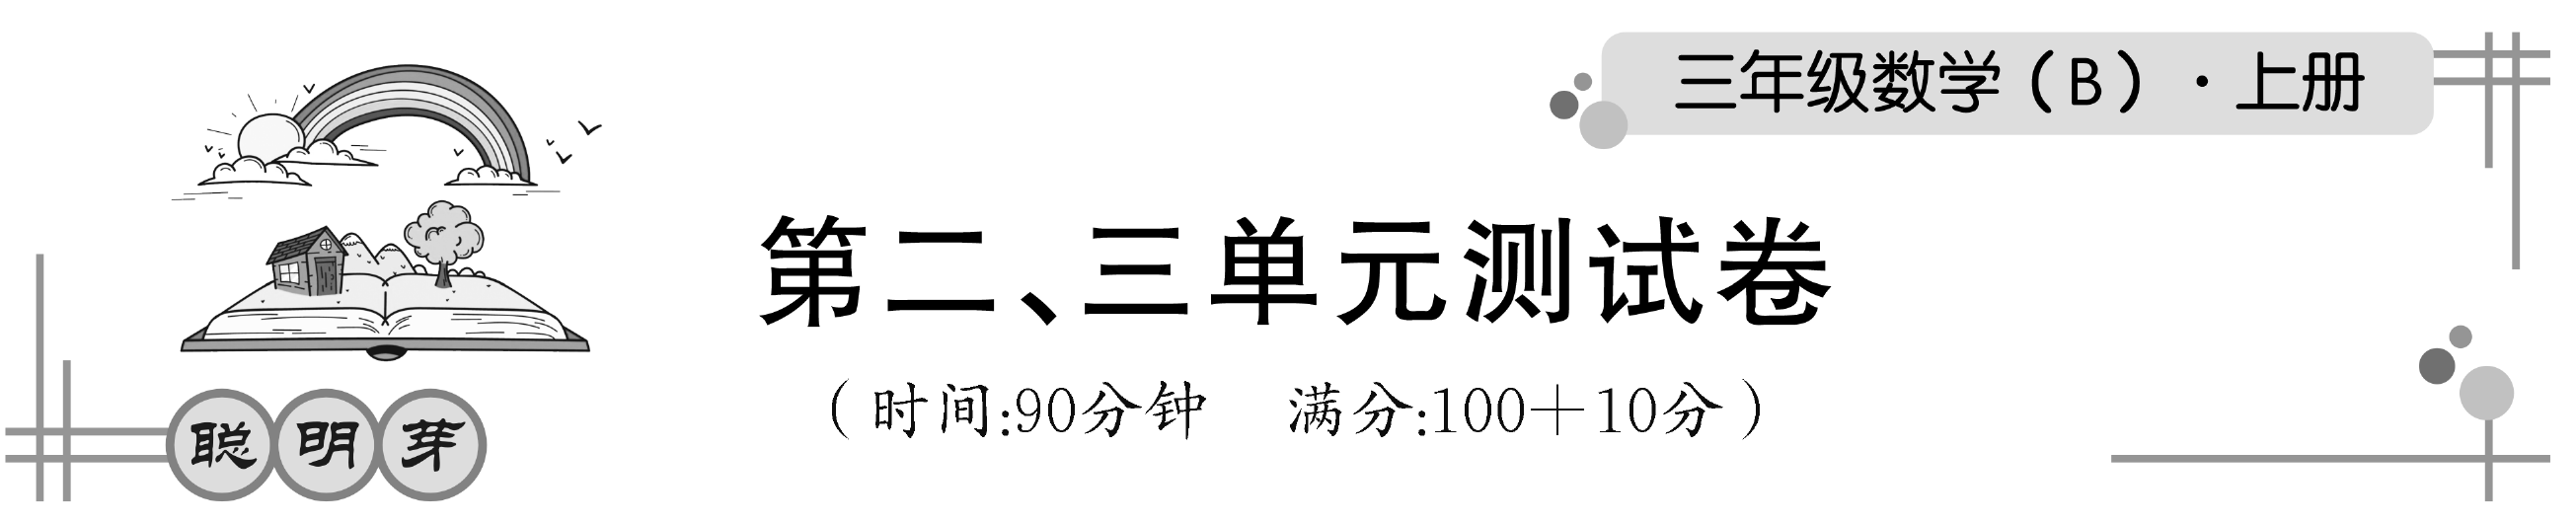 三年级数学（B）·上册
第二、三单元测试卷
（时间:90分钟 满分:100+10分）
聪明芽